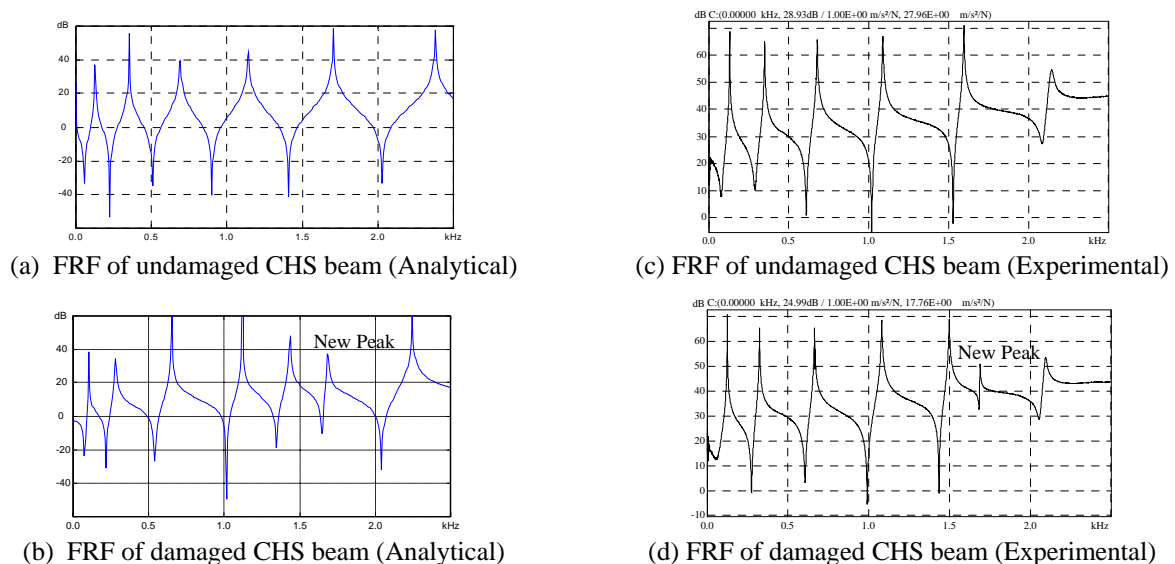 dB
40
20
0
-20
-40
0.0 0.5 1.0 1.5 2.0 kHz
(a) FRF of undamaged CHS beam (Analytical)
dB C:(0.00000 kHz, 28.93dB / 1.00E+00 m/s²/N, 27.96E+00 m/s²/N)
60
50
40
30
20
10
0
0.0 0.5 1.0 1.5 2.0 kHz
(c) FRF of undamaged CHS beam (Experimental)
dB
New Peak
40
20
0
-20
-40
0.0 0.5 1.0 1.5 2.0 kHz
(b) FRF of damaged CHS beam (Analytical)
dB C:(0.00000 kHz, 24.99dB / 1.00E+00 m/s²/N, 17.76E+00 m/s²/N)
New Peak
60
50
40
30
20
10
0
-10
0.0 0.5 1.0 1.5 2.0 kHz
(d) FRF of damaged CHS beam (Experimental)